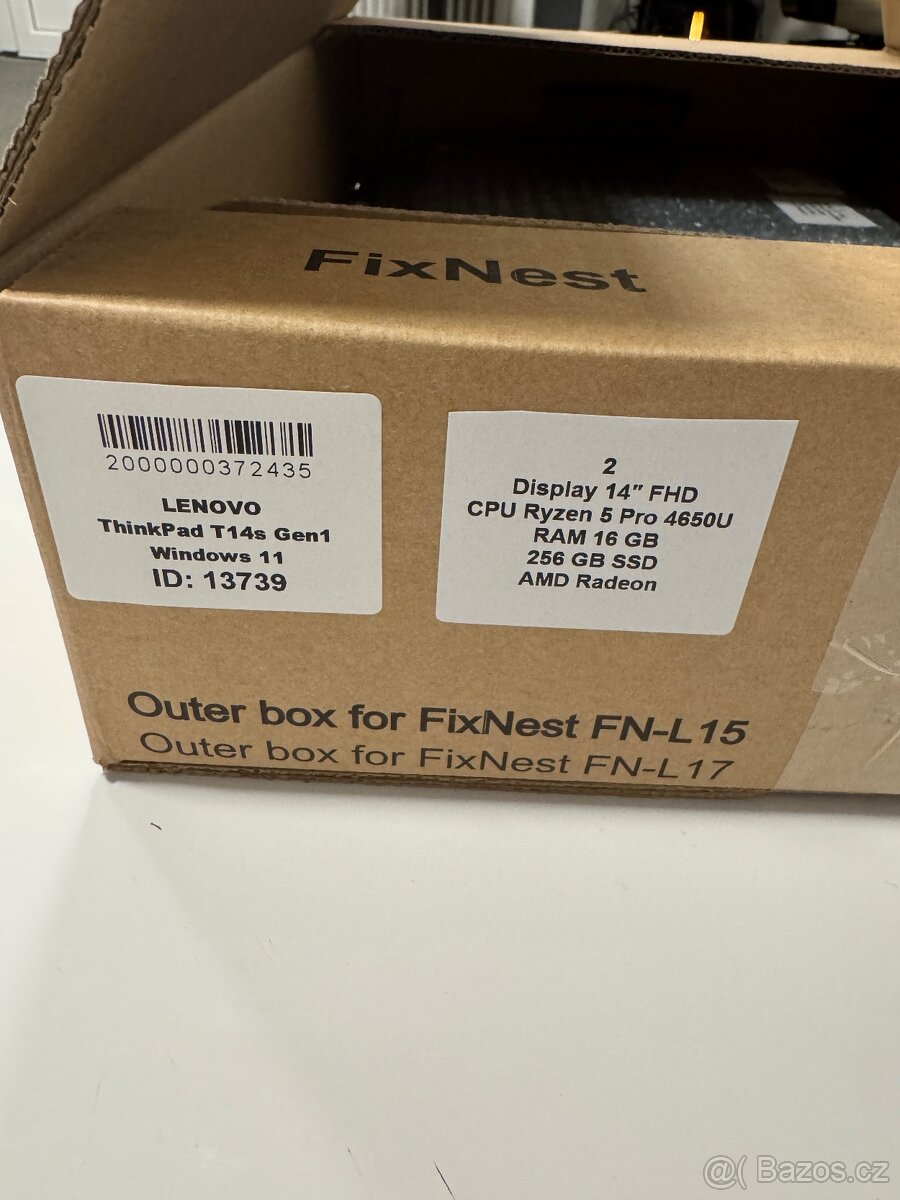 FixNest
2000000372435
LENOVO
ThinkPad T14s Gen1
Windows 11
ID: 13739
2
Display 14" FHD
CPU Ryzen 5 Pro 4650U
RAM 16 GB
256 GB SSD
AMD Radeon
Outer box for FixNest FN-L15
Outer box for FixNest FN-L17
@( Bazos.cz